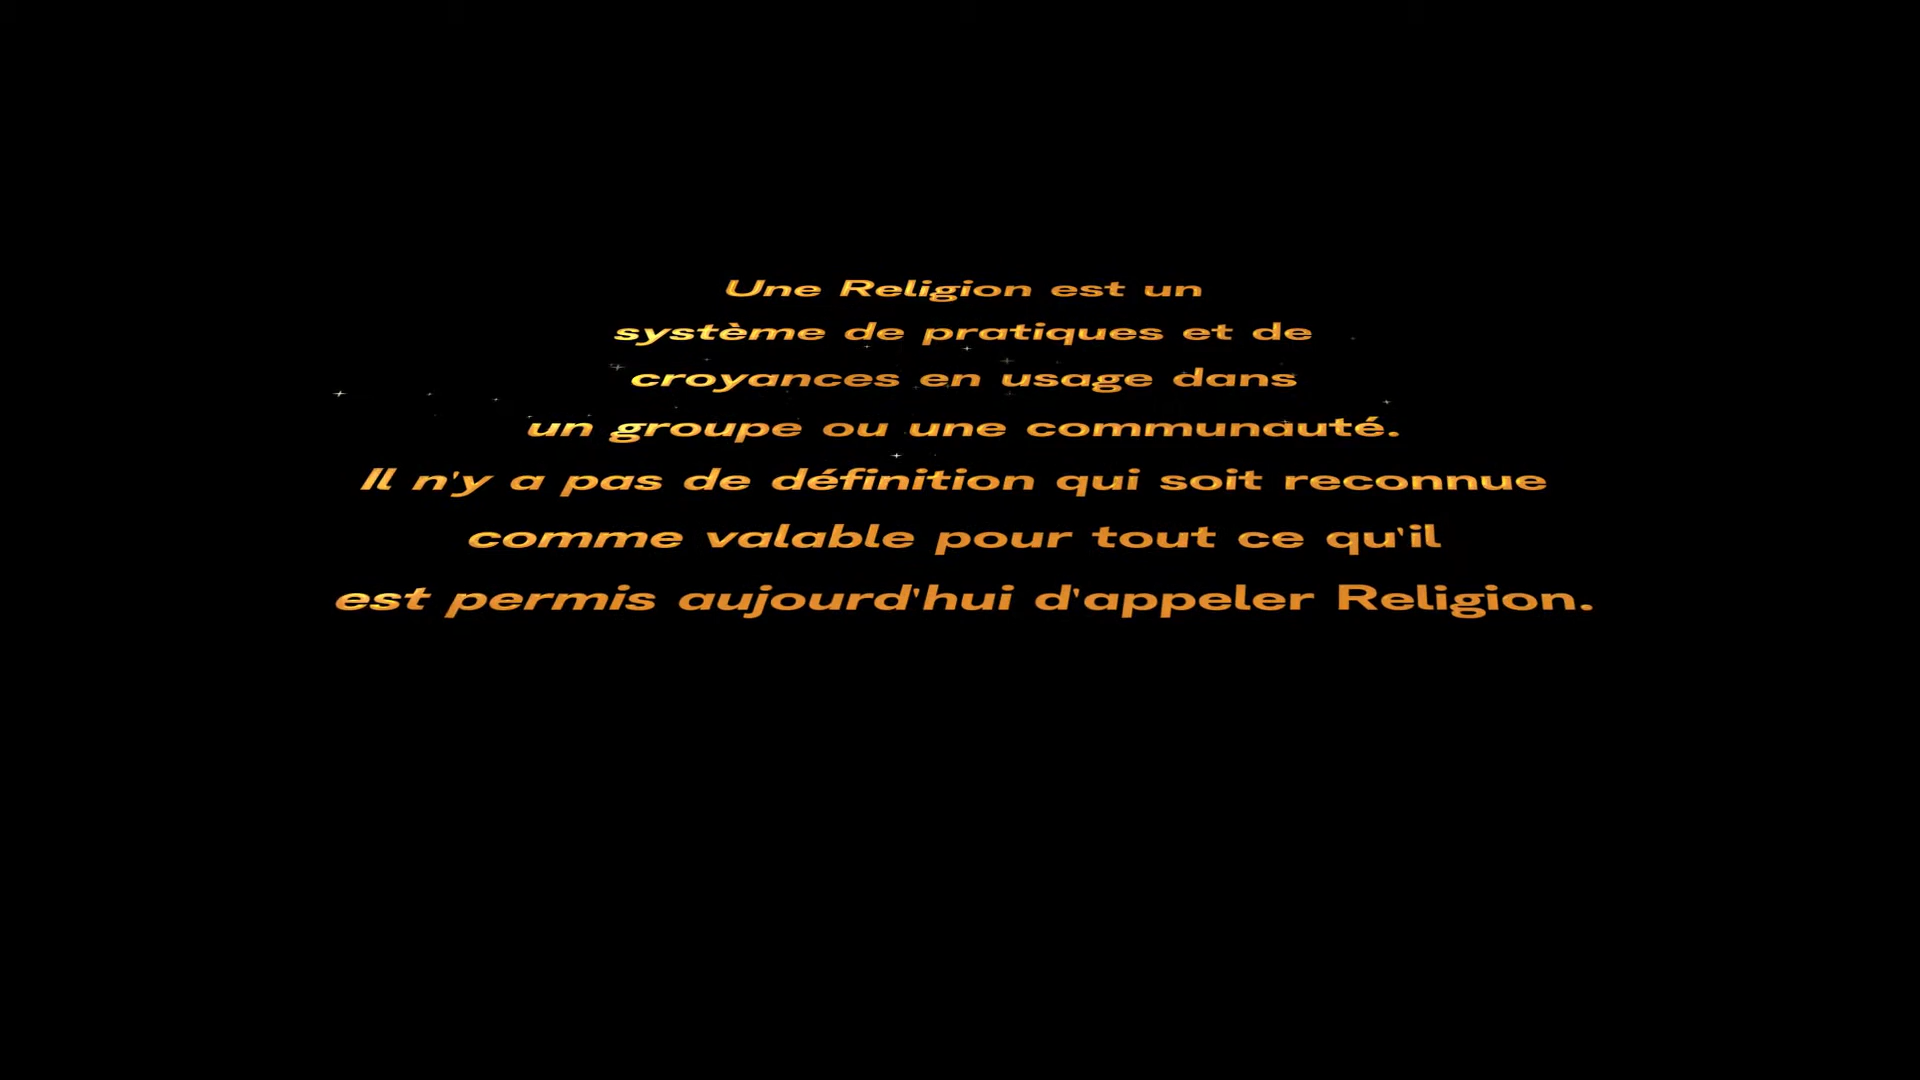 Une Religion est un
système de pratiques et de
croyances en usage dans
un groupe ou une communauté.
Il n'y a pas de définition qui soit reconnue
comme valable pour tout ce qu'il
est permis aujourd'hui d'appeler Religion.